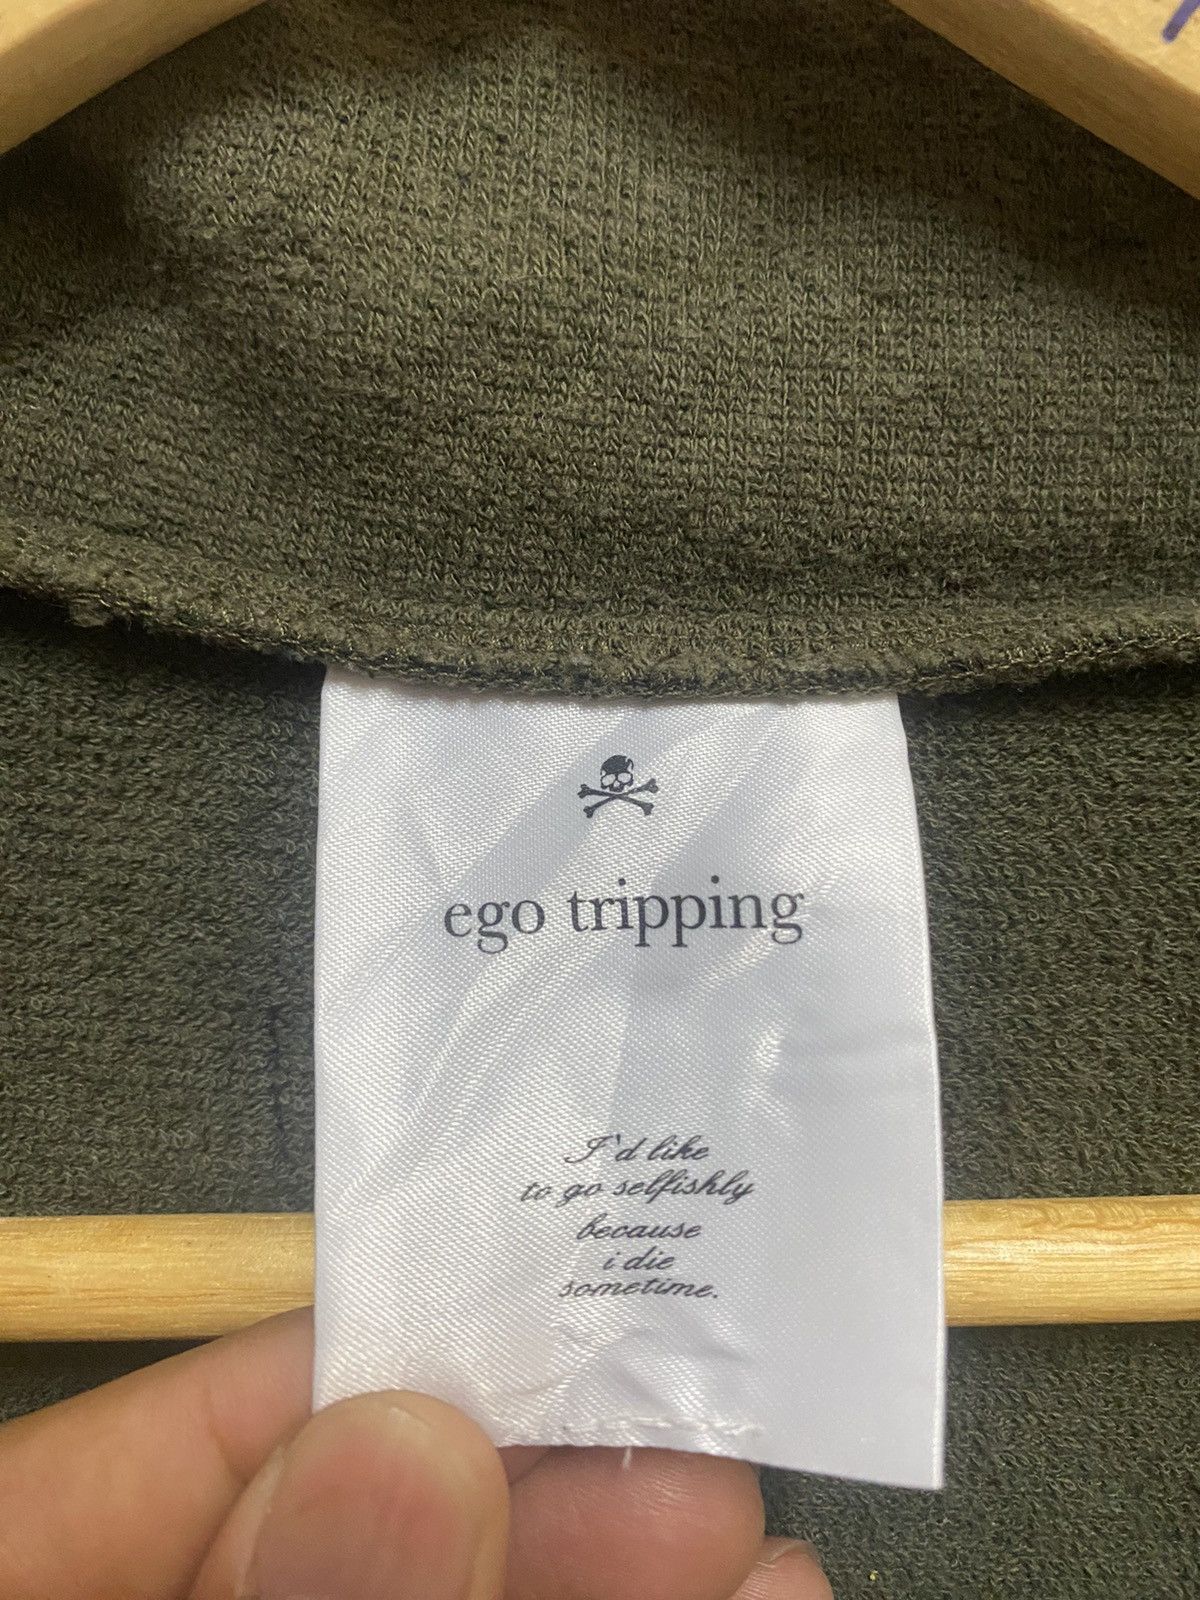 ego tripping
I'd like
to go selfishly
because
i die
sometime.